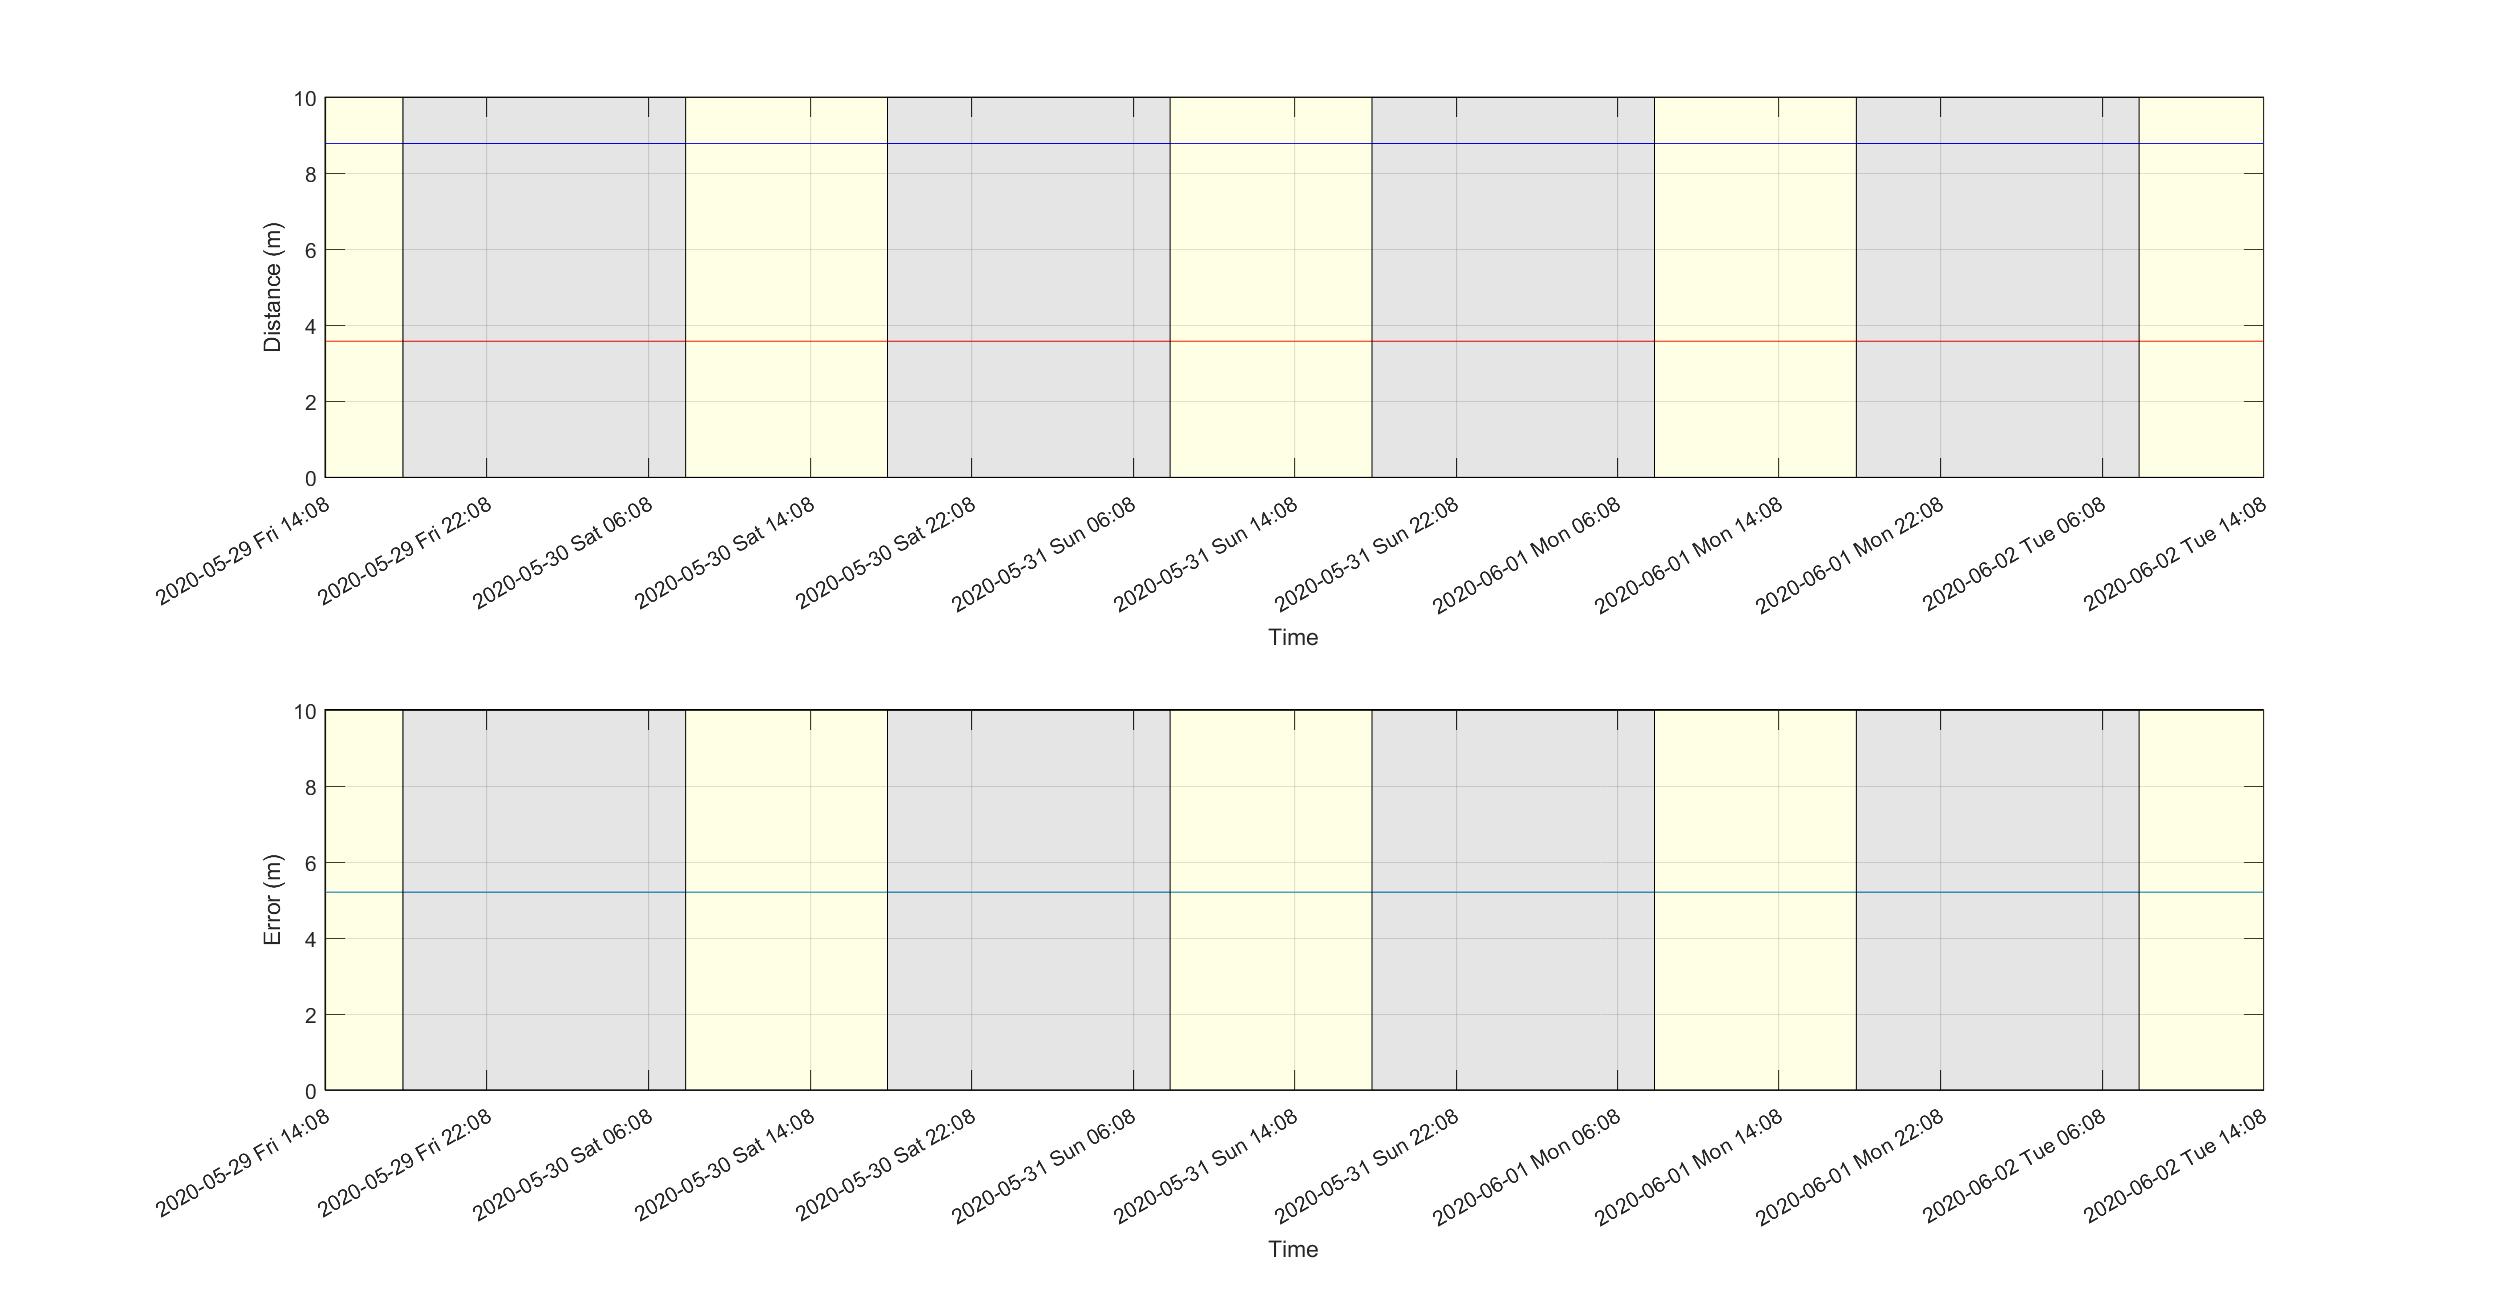 10
8
6
4
2
0
Distance (m)
2020-05-29 Fri 14:08
2020-05-29 Fri 22:08
2020-05-30 Sat 06:08
2020-05-30 Sat 14:08
2020-05-30 Sat 22:08
2020-05-31 Sun 06:08
2020-05-31 Sun 14:08
2020-05-31 Sun 22:08
2020-06-01 Mon 06:08
2020-06-01 Mon 14:08
2020-06-01 Mon 22:08
2020-06-02 Tue 06:08
2020-06-02 Tue 14:08
Time
10
8
6
4
2
0
Error (m)
2020-05-29 Fri 14:08
2020-05-29 Fri 22:08
2020-05-30 Sat 06:08
2020-05-30 Sat 14:08
2020-05-30 Sat 22:08
2020-05-31 Sun 06:08
2020-05-31 Sun 14:08
2020-05-31 Sun 22:08
2020-06-01 Mon 06:08
2020-06-01 Mon 14:08
2020-06-01 Mon 22:08
2020-06-02 Tue 06:08
2020-06-02 Tue 14:08
Time